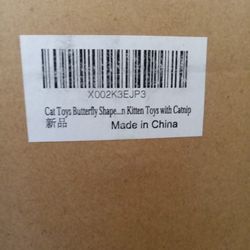 X002K3EJP3
Cat Toys Butterfly Shape...n Kitten Toys with Catnip
新品
Made in China